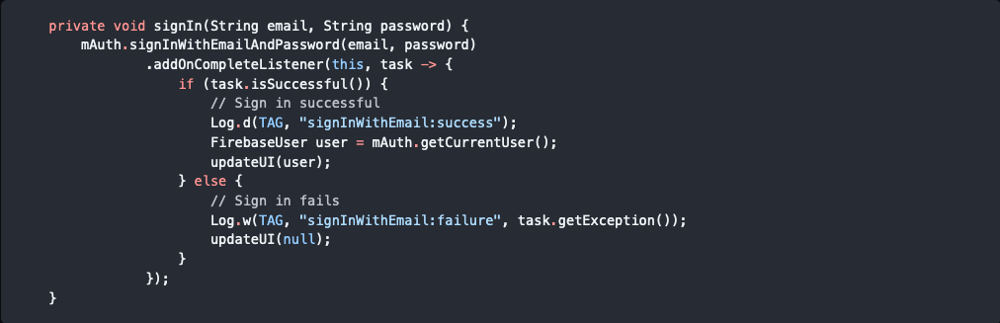 private void signIn(String email, String password) {
    mAuth.signInWithEmailAndPassword(email, password)
            .addOnCompleteListener(this, task -> {
                if (task.isSuccessful()) {
                    // Sign in successful
                    Log.d(TAG, "signInWithEmail:success");
                    FirebaseUser user = mAuth.getCurrentUser();
                    updateUI(user);
                } else {
                    // Sign in fails
                    Log.w(TAG, "signInWithEmail:failure", task.getException());
                    updateUI(null);
                }
            });
}